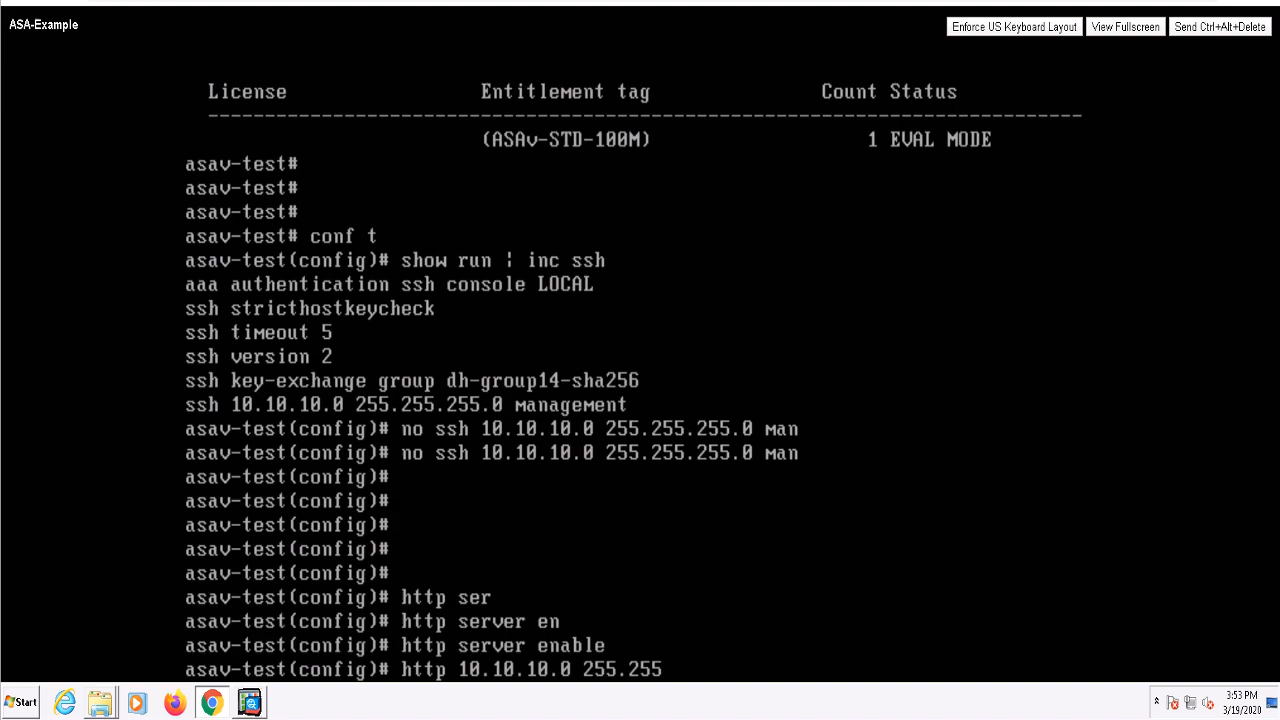 ASA-Example
Enforce US Keyboard Layout
View Fullscreen
Send Ctrl+Alt+Delete
License Entitlement tag Count Status
--------------------------------------------------------------------------------
(ASAv-STD-100M) 1 EVAL MODE
asav-test#
asav-test#
asav-test#
asav-test# conf t
asav-test(config)# show run | inc ssh
aaa authentication ssh console LOCAL
ssh stricthostkeycheck
ssh timeout 5
ssh version 2
ssh key-exchange group dh-group14-sha256
ssh 10.10.10.0 255.255.255.0 management
asav-test(config)# no ssh 10.10.10.0 255.255.255.0 man
asav-test(config)# no ssh 10.10.10.0 255.255.255.0 man
asav-test(config)#
asav-test(config)#
asav-test(config)#
asav-test(config)#
asav-test(config)#
asav-test(config)# http ser
asav-test(config)# http server en
asav-test(config)# http server enable
asav-test(config)# http 10.10.10.0 255.255
Start
3:53 PM
3/19/2020